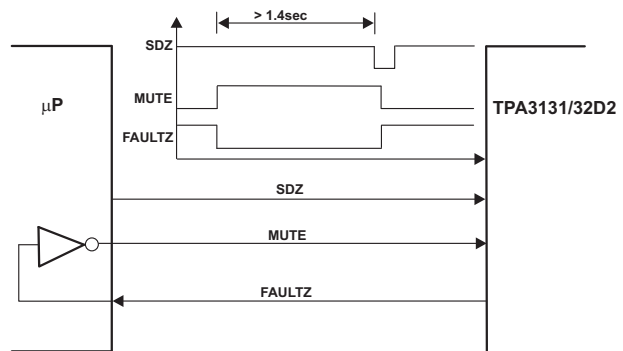 > 1.4sec
SDZ
MUTE
µP
TPA3131/32D2
FAULTZ
SDZ
MUTE
FAULTZ